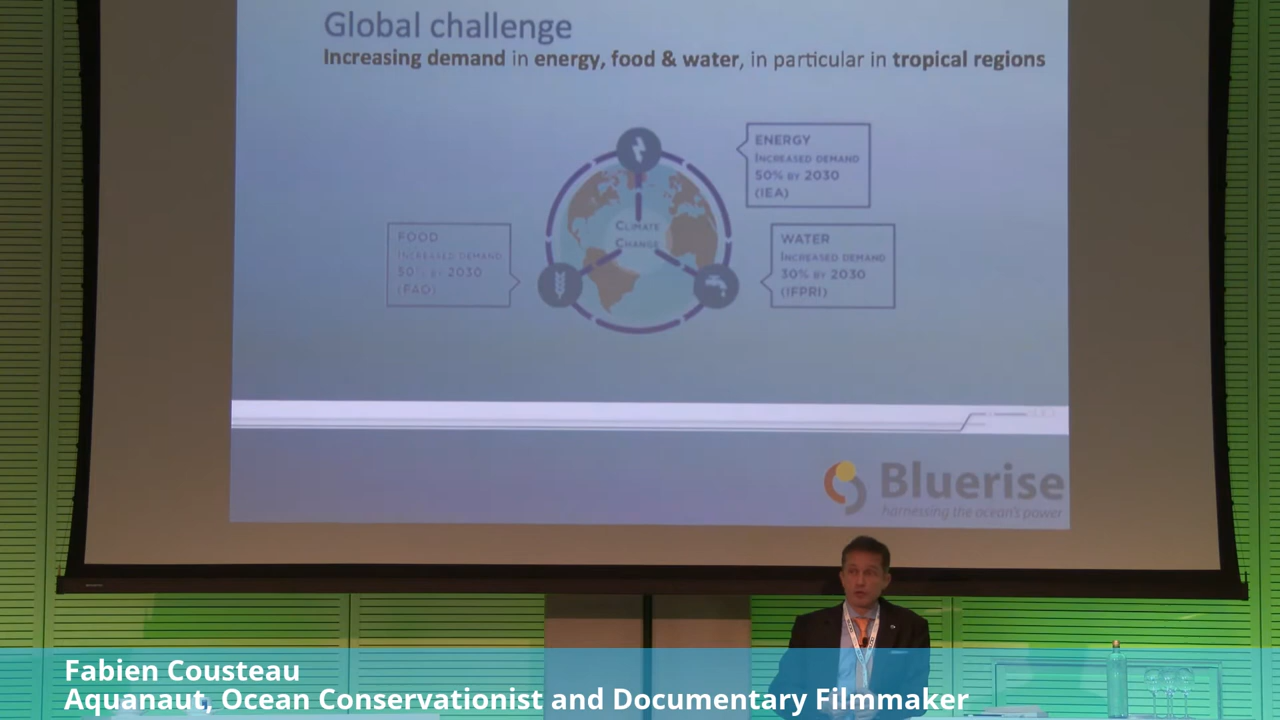 Global challenge
Increasing demand in energy, food & water, in particular in tropical regions
ENERGY
INCREASED DEMAND
50% BY 2030
(IEA)
FOOD
INCREASED DEMAND
50% BY 2030
(FAO)
CLIMATE
CHANGE
WATER
INCREASED DEMAND
30% BY 2030
(IFPRI)
Bluerise
harnessing the ocean's power
Fabien Cousteau
Aquanaut, Ocean Conservationist and Documentary Filmmaker